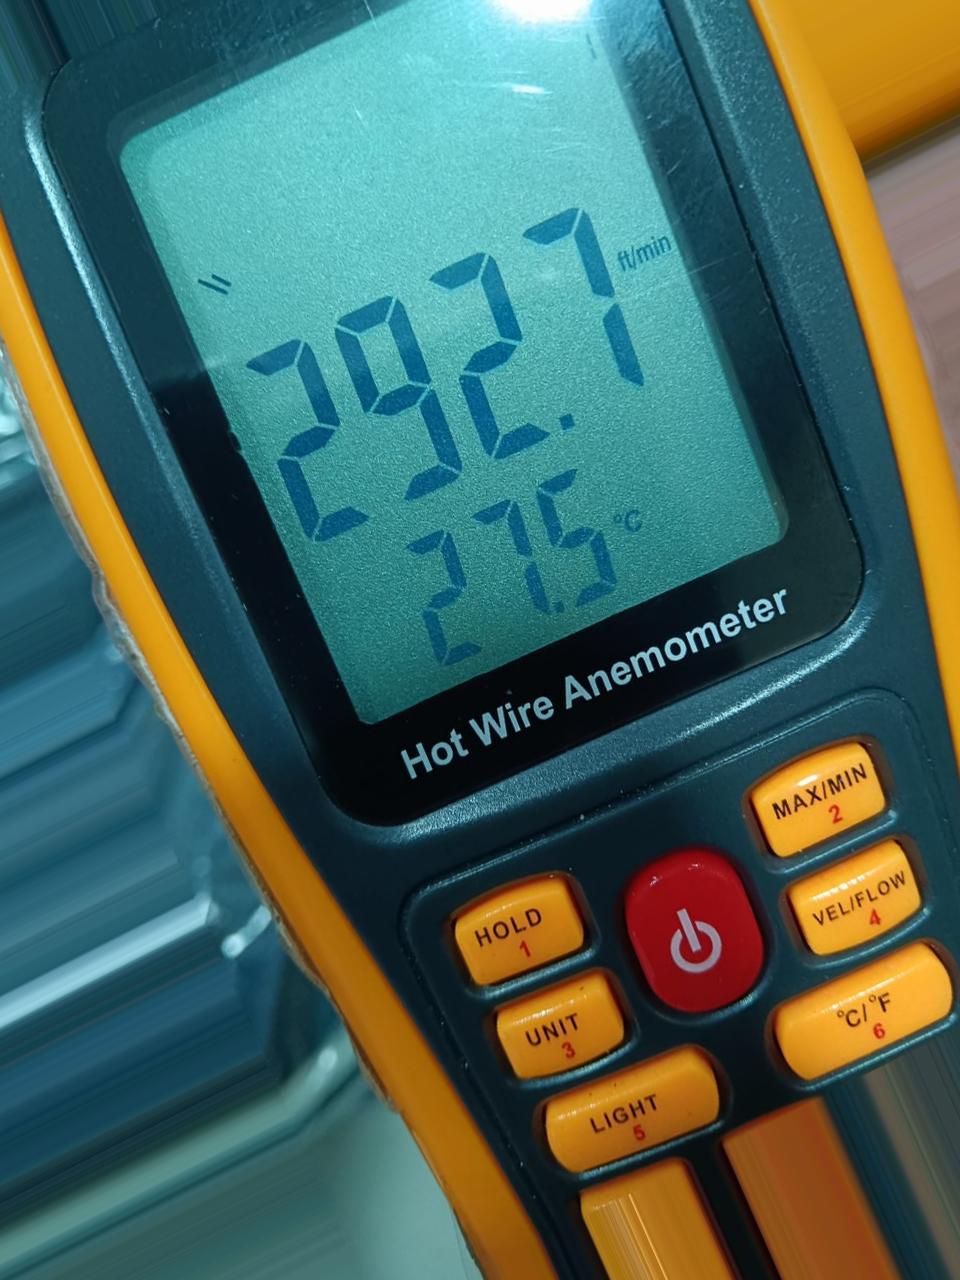 292.7 ft/min
27.5 °C
Hot Wire Anemometer
MAX/MIN
2
HOLD
1
VEL/FLOW
4
UNIT
3
°C/°F
6
LIGHT
5